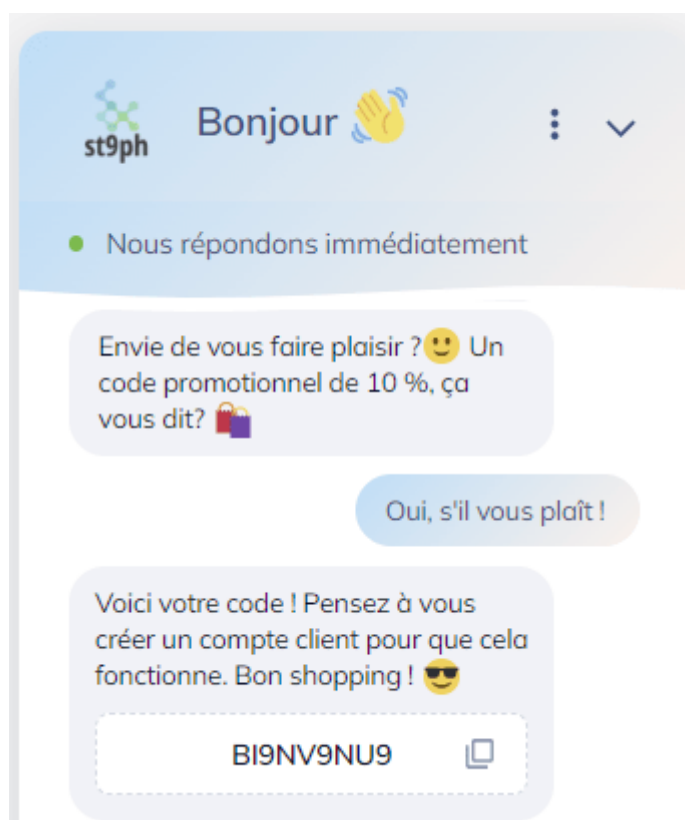 st9ph
Bonjour 👋
Nous répondons immédiatement
Envie de vous faire plaisir ?🙂 Un
code promotionnel de 10 %, ça
vous dit? 🛍️
Oui, s'il vous plaît !
Voici votre code ! Pensez à vous
créer un compte client pour que cela
fonctionne. Bon shopping ! 😎
BI9NV9NU9